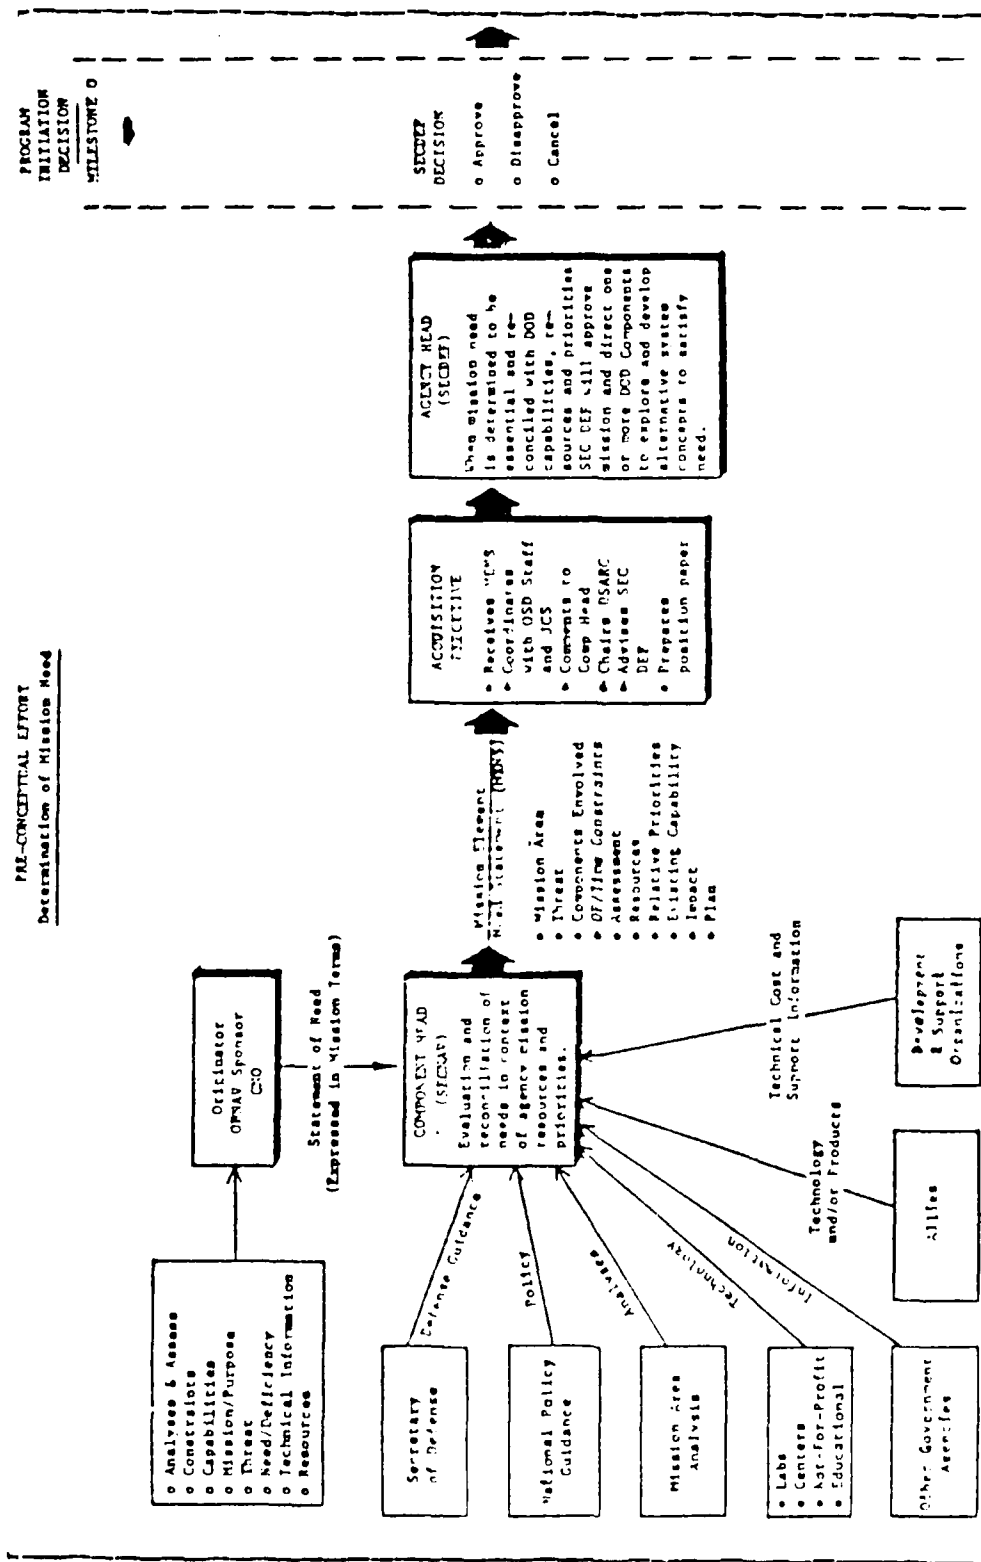 PRE-CONCEPTUAL EFFORT
Determination of Mission Need
PROGRAM
INITIATION
DECISION
MILESTONE 0
o Analyses & Assess
o Constraints
o Capabilities
o Mission/Purpose
o Threat
o Need/Deficiency
o Technical Information
o Resources
Originator
OPNAV Sponsor
CNO
Statement of Need
(Expressed in Mission Terms)
Secretary
of Defense
Defense Guidance
National Policy
Guidance
Policy
Mission Area
Analysis
Analyses
• Labs
• Centers
• Not-For-Profit
• Educational
Technology
Other Government
Agencies
Information
Allies
Technology
and/or Products
Development
& Support
Organizations
Technical Cost and
Support Information
COMPONENT HEAD
(SECNAV)
Evaluation and
reconciliation of
needs in context
of agency mission
resources and
priorities.
Mission Element
Need Statement (MENS)
• Mission Area
• Threat
• Components Involved
• Of/Time Constraints
• Assessment
• Resources
• Relative Priorities
• Existing Capability
• Impact
• Plan
ACQUISITION
EXECUTIVE
• Receives MENS
• Coordinates
with OSD Staff
and JCS
• Comments to
Comp Head
• Chairs DSARC
• Advises SEC
DEF
• Prepares
position paper
AGENCY HEAD
(SECDEF)
When mission need
is determined to be
essential and re-
conciled with DOD
capabilities, re-
sources and priorities
SEC DEF will approve
mission and direct one
or more DOD Components
to explore and develop
alternative system
concepts to satisfy
need.
SECDEF
DECISION
o Approve
o Disapprove
o Cancel